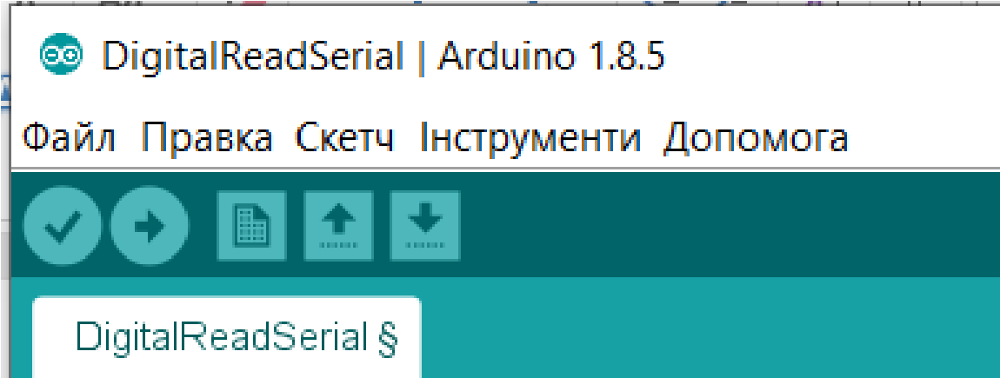 DigitalReadSerial | Arduino 1.8.5
Файл Правка Скетч Інструменти Допомога
DigitalReadSerial §